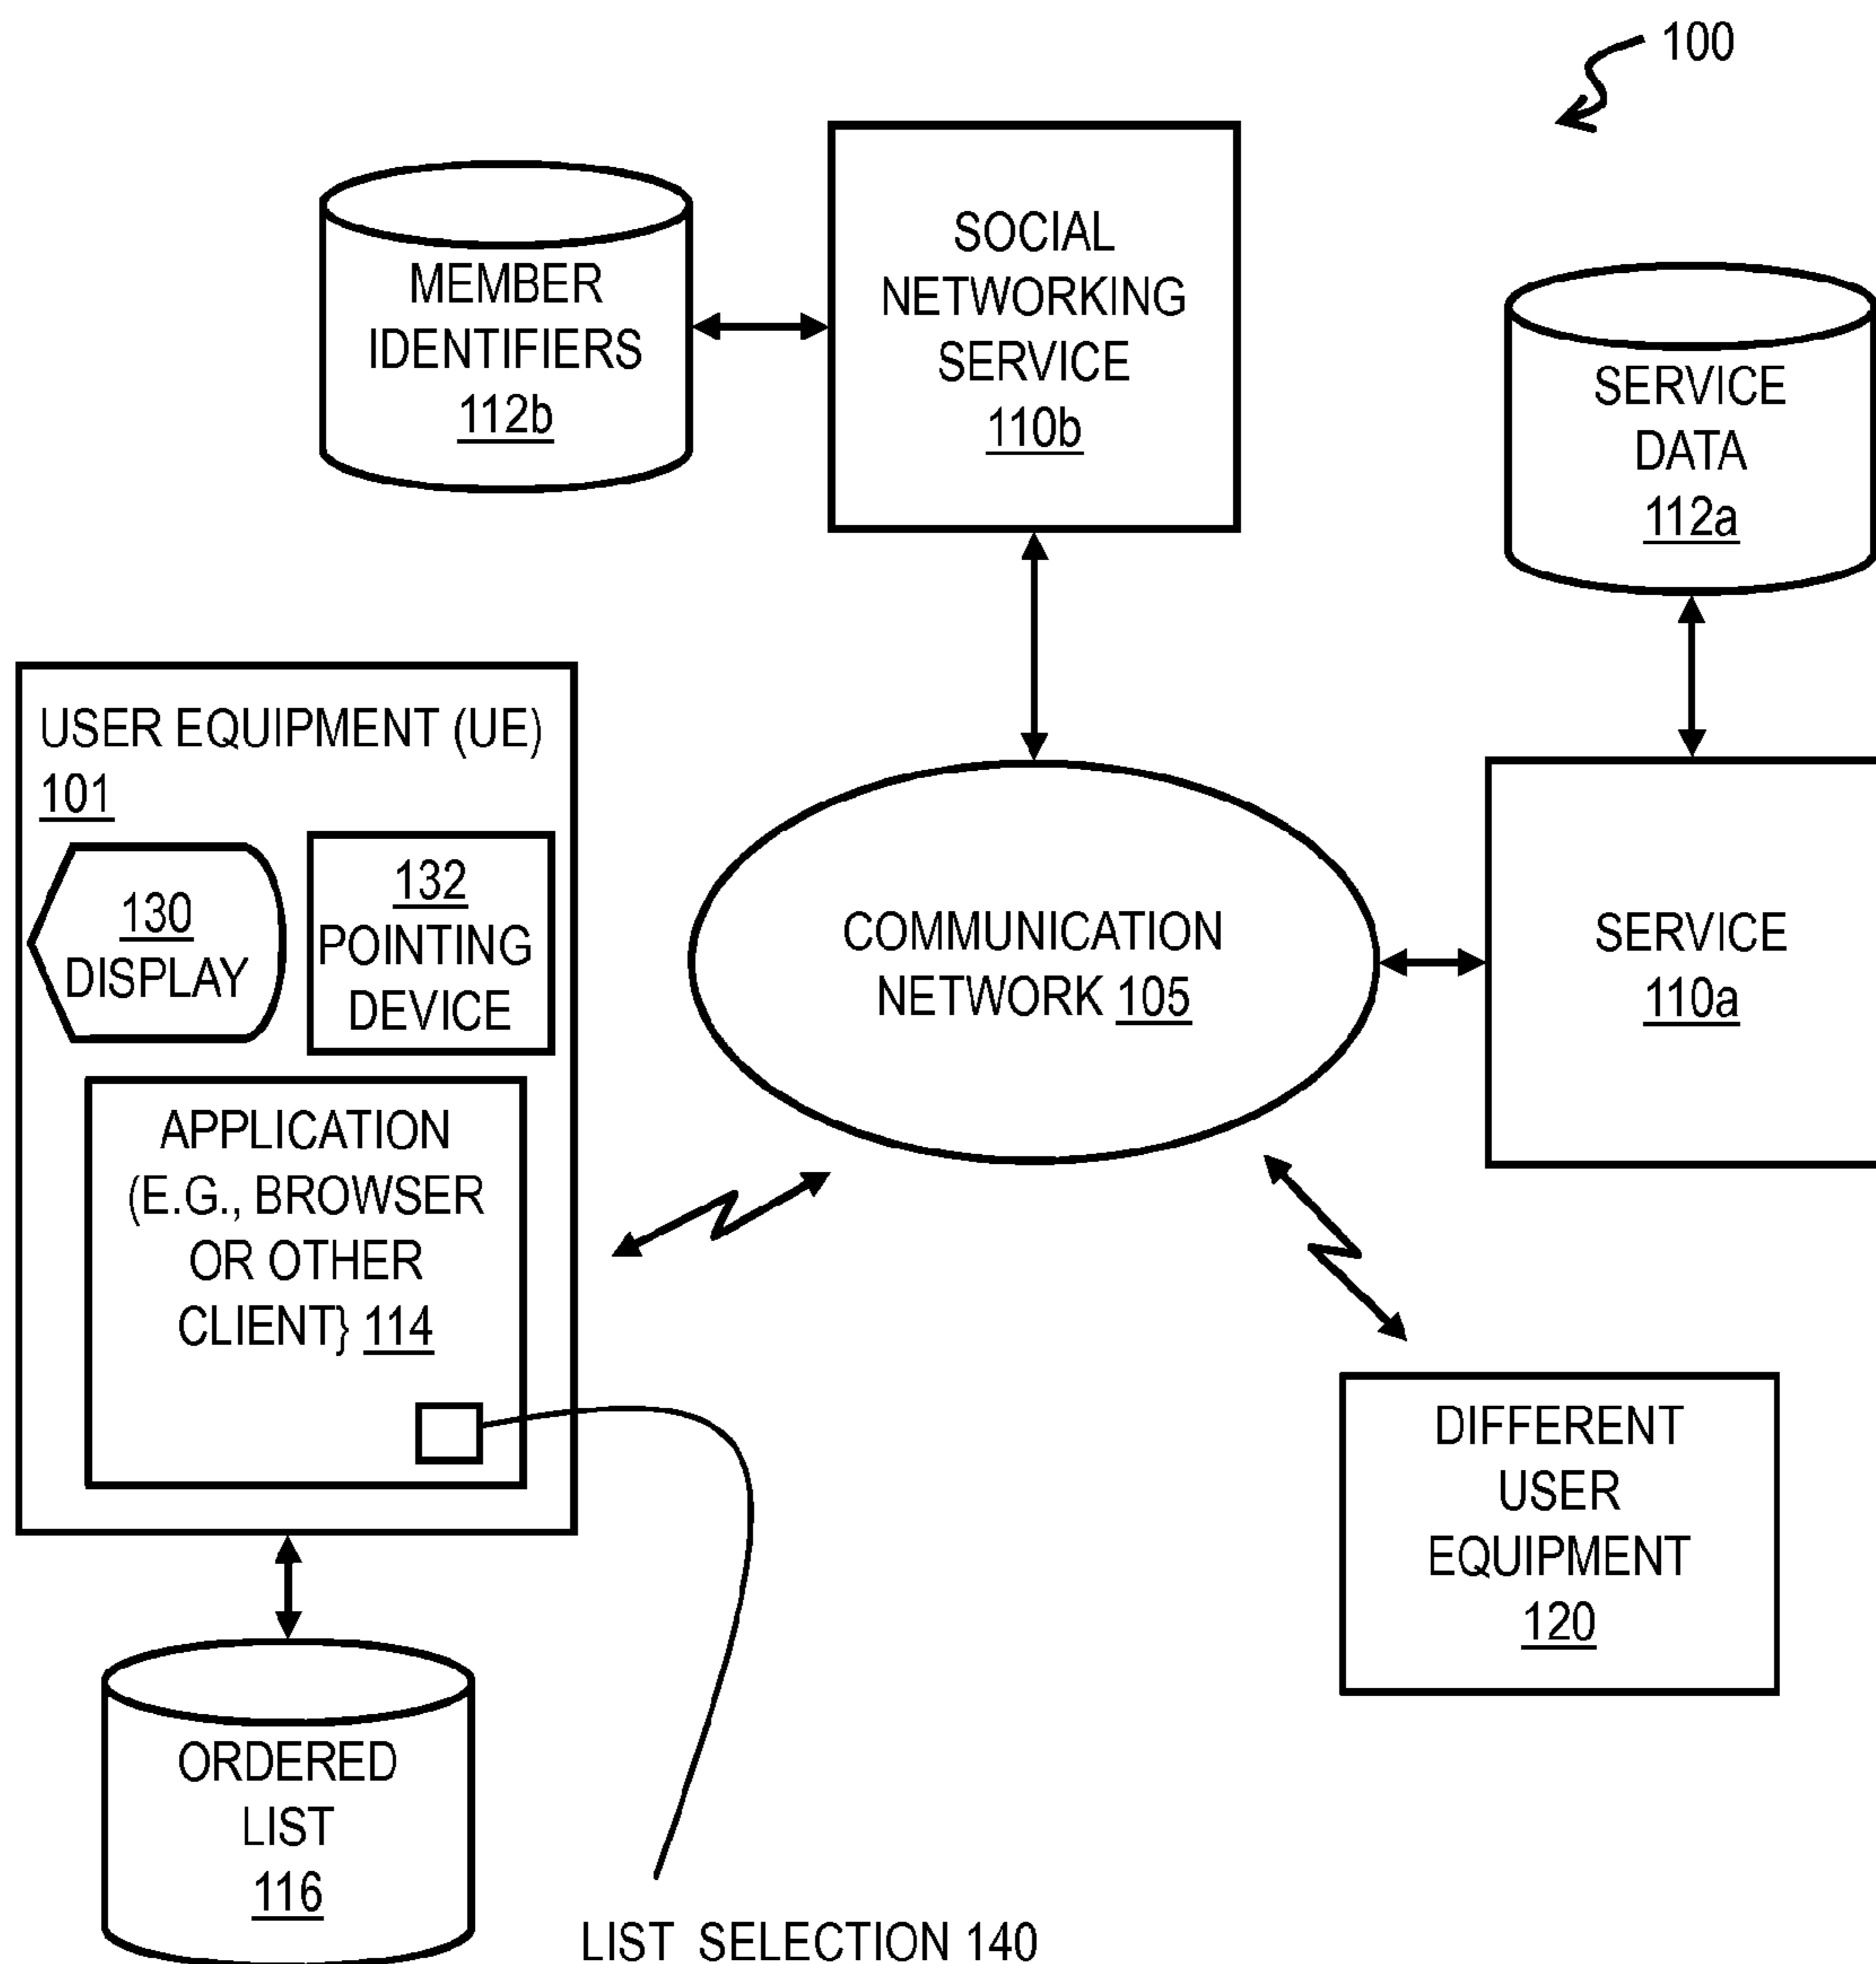 100
MEMBER
IDENTIFIERS
112b
SOCIAL
NETWORKING
SERVICE
110b
SERVICE
DATA
112a
USER EQUIPMENT (UE)
101
130
DISPLAY
132
POINTING
DEVICE
APPLICATION
(E.G., BROWSER
OR OTHER
CLIENT} 114
COMMUNICATION
NETWORK 105
SERVICE
110a
DIFFERENT
USER
EQUIPMENT
120
ORDERED
LIST
116
LIST SELECTION 140